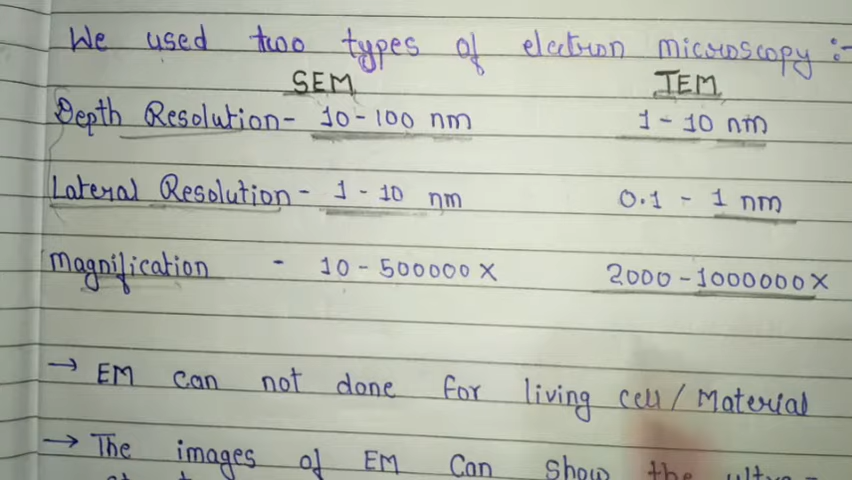 We used two types of electron microscopy :-
SEM TEM
Depth Resolution - 10 - 100 nm 1 - 10 nm
Lateral Resolution - 1 - 10 nm 0.1 - 1 nm
Magnification - 10 - 500000 X 2000 - 1000000 X
→ EM can not done for living cell / Material
→ The images of EM Can show the ultra -